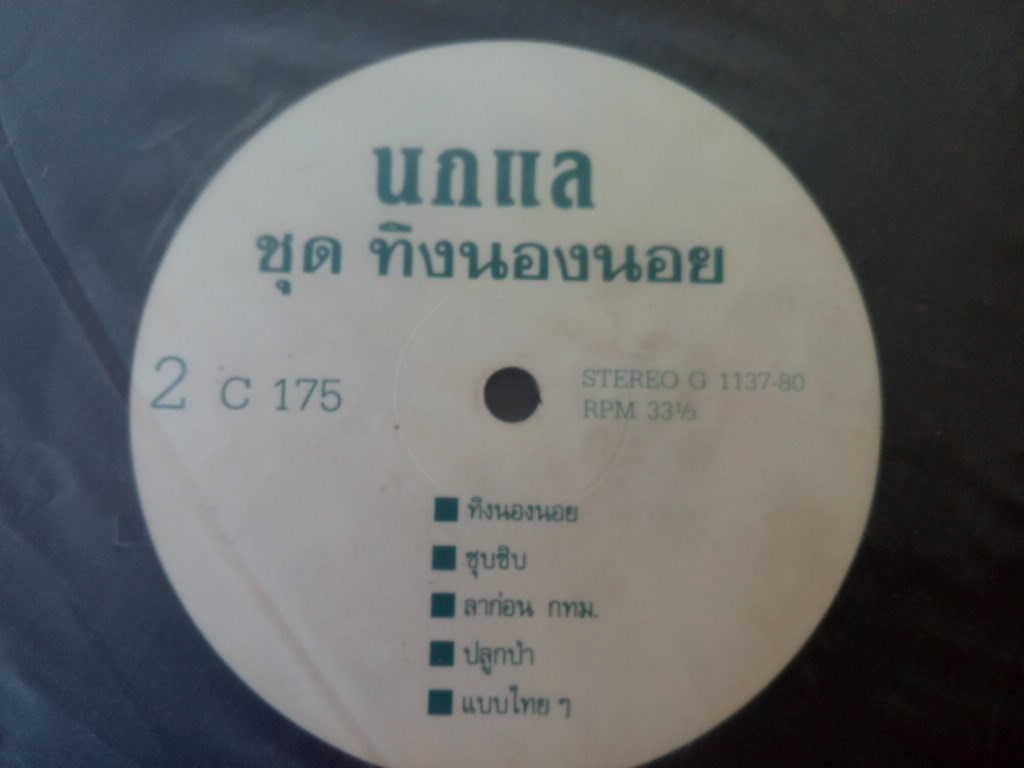 นกแล
ชุด ทิงนองนอย
2 C 175
STEREO G 1137-80
RPM 33⅓
■ ทิงนองนอย
■ ซุบซิบ
■ ลาก่อน กทม.
■ ปลูกป่า
■ แบบไทย ๆ